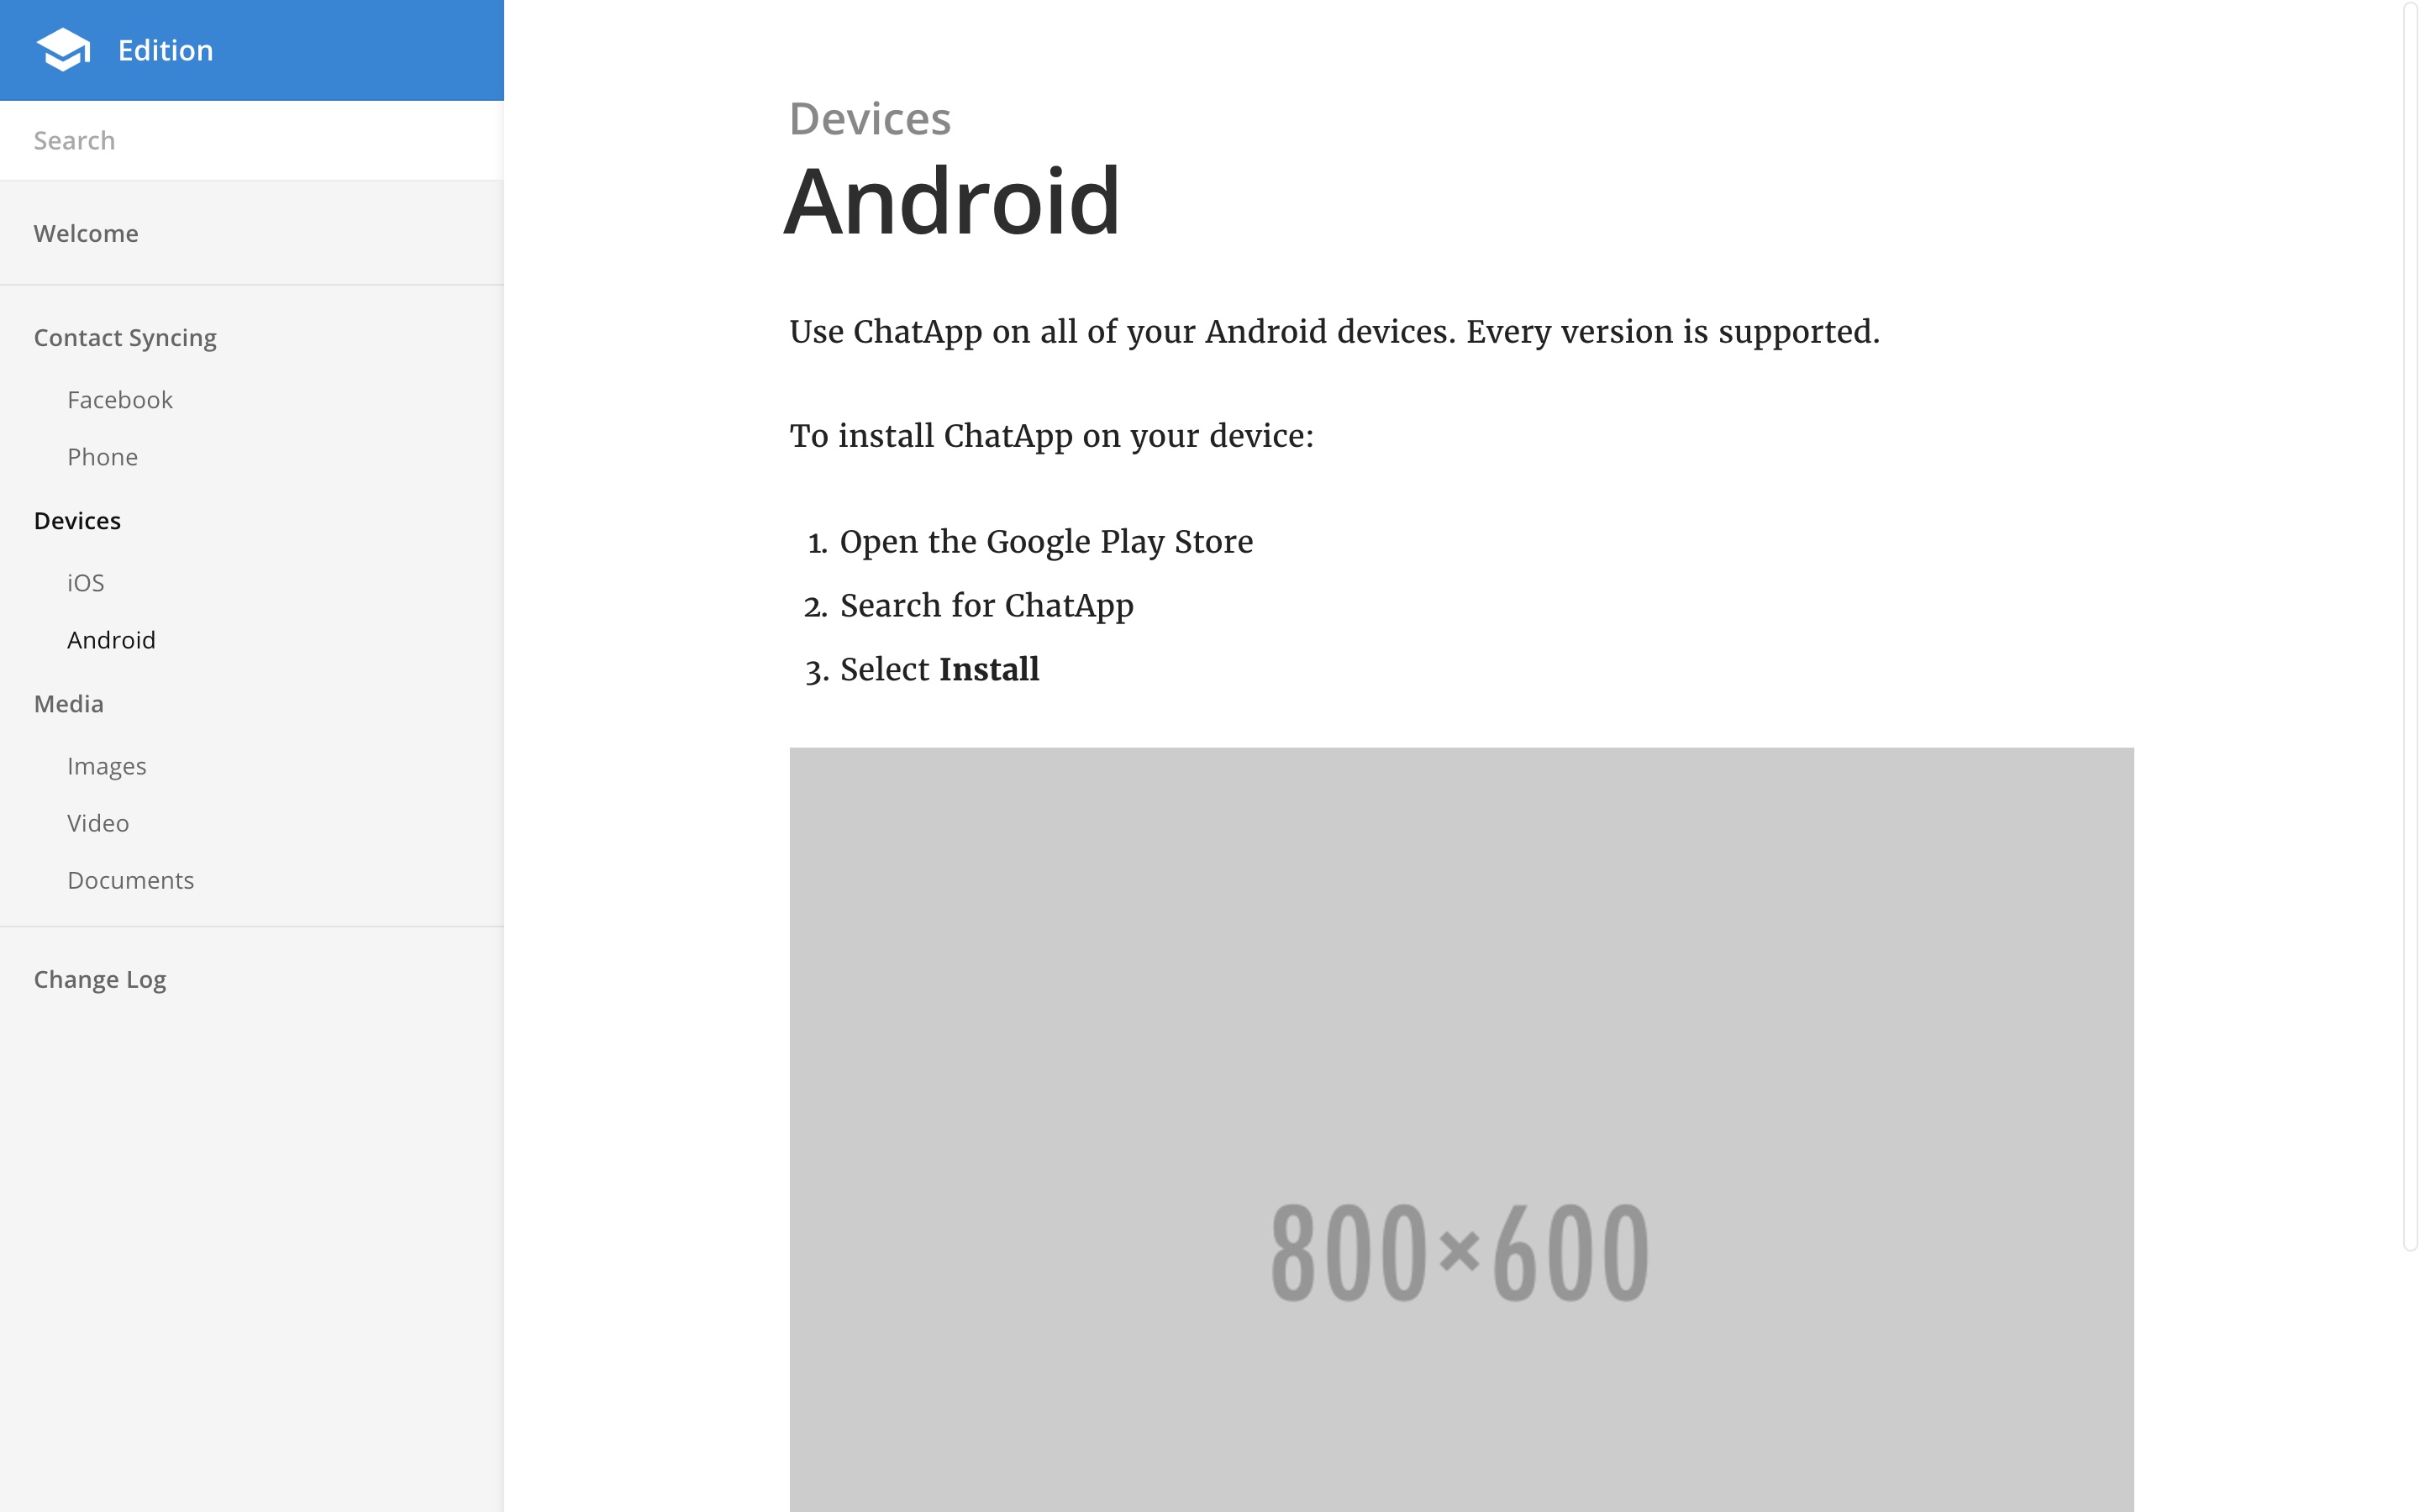 Edition
Search
Welcome
Contact Syncing
Facebook
Phone
Devices
iOS
Android
Media
Images
Video
Documents
Change Log
Devices
Android
Use ChatApp on all of your Android devices. Every version is supported.
To install ChatApp on your device:
1. Open the Google Play Store
2. Search for ChatApp
3. Select Install
800×600